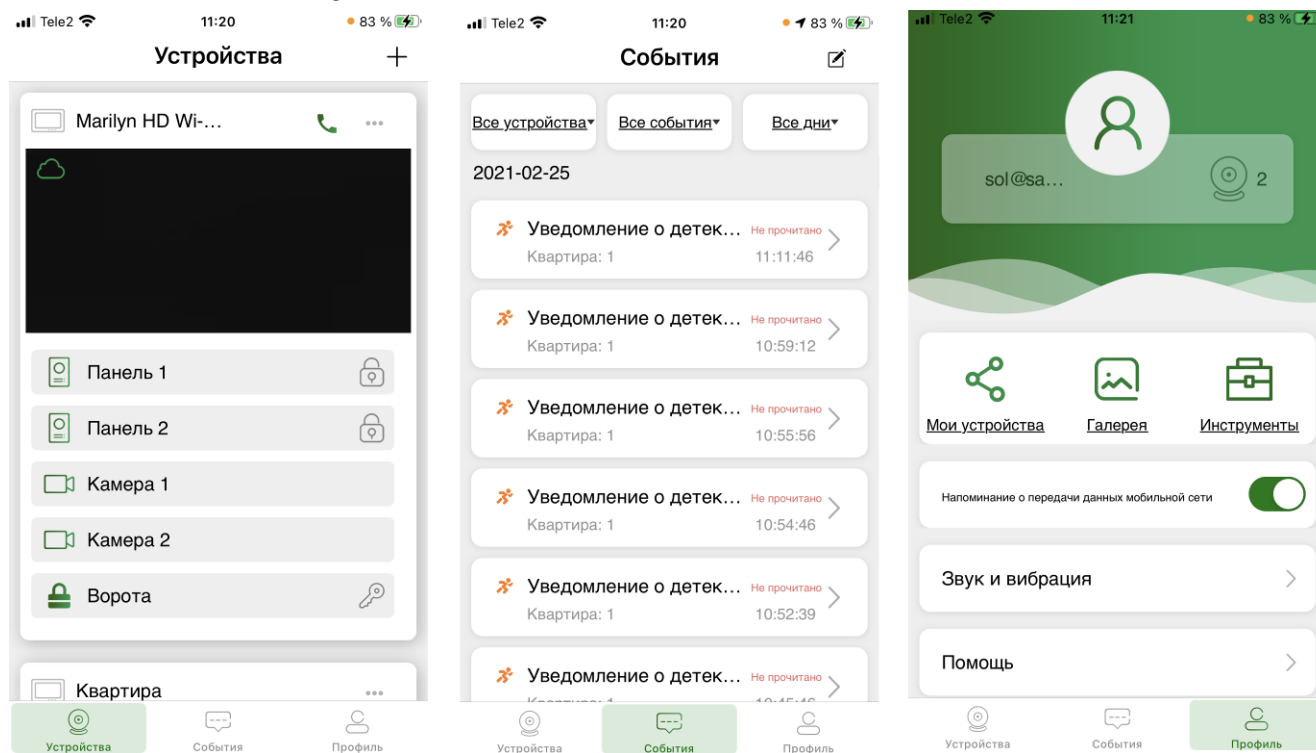 Tele2 11:20 83 %
Устройства +
Marilyn HD Wi-...
Панель 1
Панель 2
Камера 1
Камера 2
Ворота
Квартира
Устройства События Профиль
Tele2 11:20 83 %
События
Все устройства Все события Все дни
2021-02-25
Уведомление о детек... Не прочитано
Квартира: 1 11:11:46
Уведомление о детек... Не прочитано
Квартира: 1 10:59:12
Уведомление о детек... Не прочитано
Квартира: 1 10:55:56
Уведомление о детек... Не прочитано
Квартира: 1 10:54:46
Уведомление о детек... Не прочитано
Квартира: 1 10:52:39
Уведомление о детек... Не прочитано
Квартира: 1 10:45:46
Устройства События Профиль
Tele2 11:21 83 %
sol@sa... 2
Мои устройства Галерея Инструменты
Напоминание о передачи данных мобильной сети
Звук и вибрация
Помощь
Устройства События Профиль